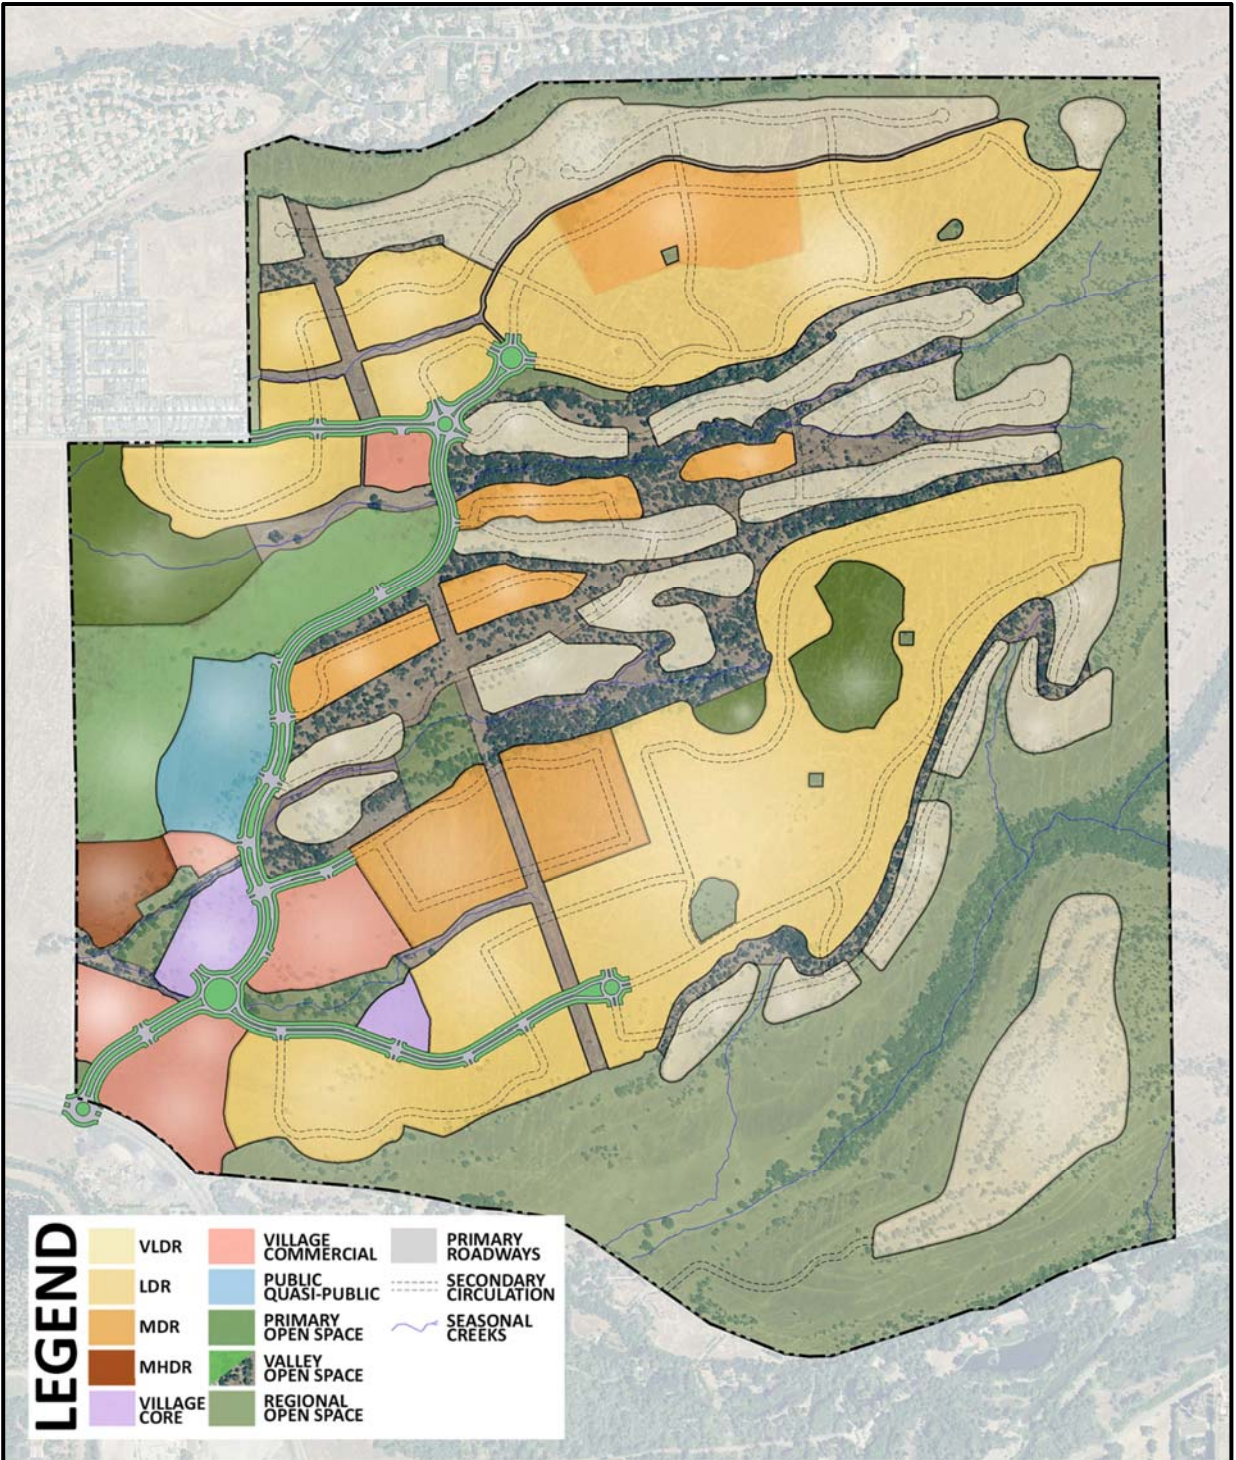 LEGEND
VLDR
LDR
MDR
MHDR
VILLAGE
CORE
VILLAGE
COMMERCIAL
PUBLIC
QUASI-PUBLIC
PRIMARY
OPEN SPACE
VALLEY
OPEN SPACE
REGIONAL
OPEN SPACE
PRIMARY
ROADWAYS
SECONDARY
CIRCULATION
SEASONAL
CREEKS